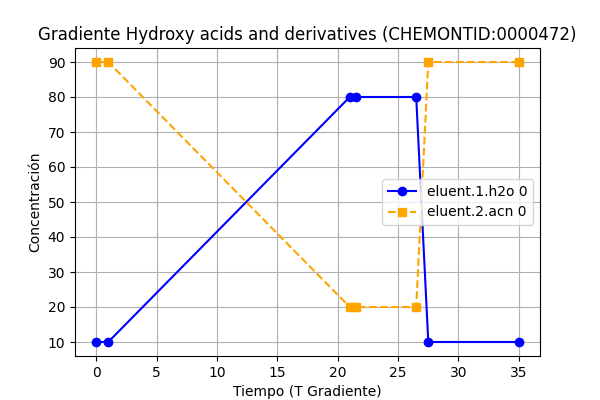 Gradiente Hydroxy acids and derivatives (CHEMONTID:0000472)
90
80
70
60
50
40
30
20
10
Concentración
eluent.1.h2o 0
eluent.2.acn 0
0 5 10 15 20 25 30 35
Tiempo (T Gradiente)